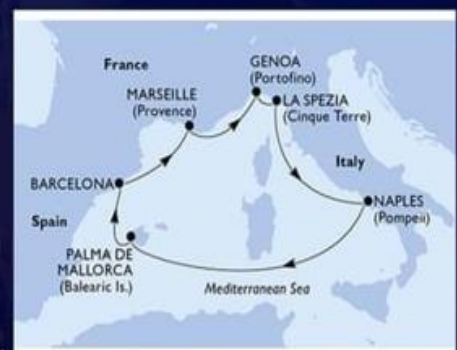 France
GENOA
(Portofino)
MARSEILLE
(Provence)
LA SPEZIA
(Cinque Terre)
Italy
BARCELONA
NAPLES
(Pompeii)
Spain
PALMA DE
MALLORCA
(Balearic Is.)
Mediterranean Sea